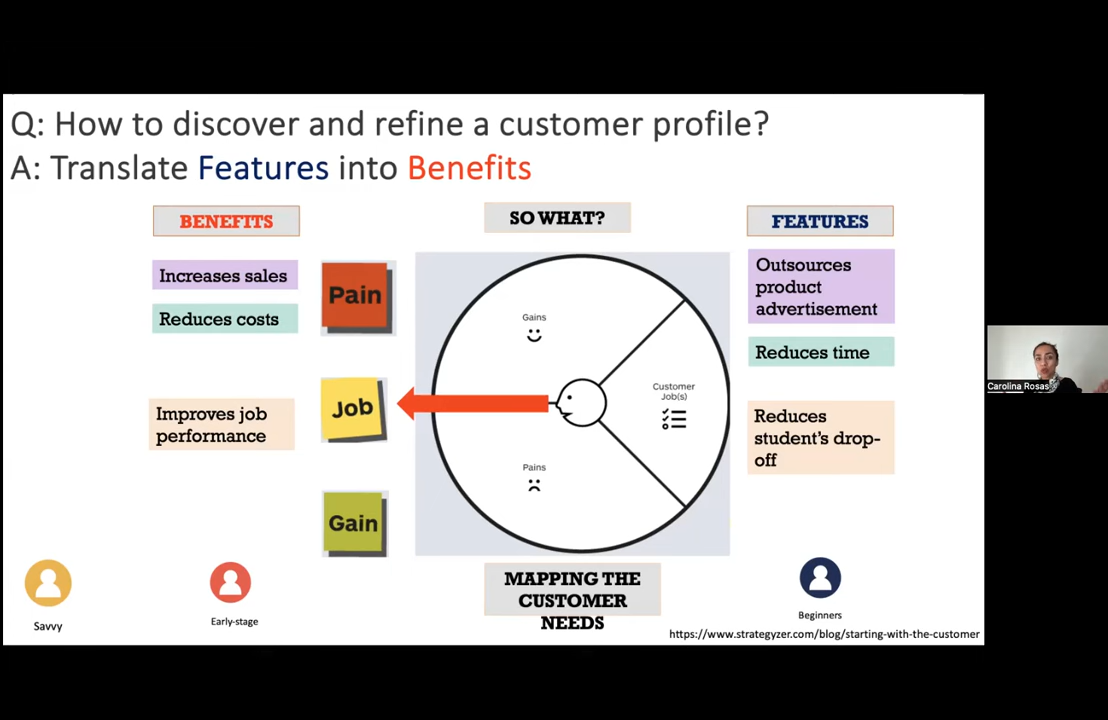 Q: How to discover and refine a customer profile?
A: Translate Features into Benefits
BENEFITS
SO WHAT?
FEATURES
Increases sales
Reduces costs
Improves job
performance
Pain
Job
Gain
Gains
Customer
Job(s)
Pains
Outsources
product
advertisement
Reduces time
Reduces
student's drop-
off
Savvy
Early-stage
MAPPING THE
CUSTOMER
NEEDS
Beginners
https://www.strategyzer.com/blog/starting-with-the-customer
Carolina Rosas